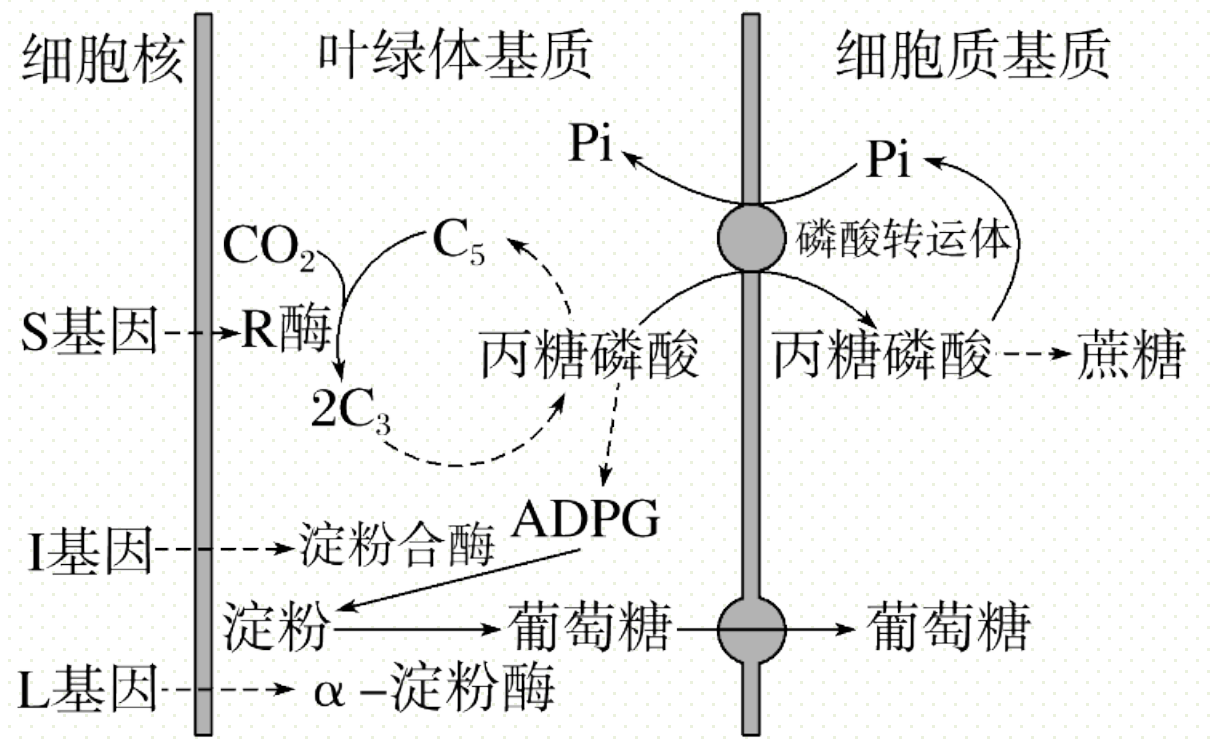 细胞核 叶绿体基质 细胞质基质
Pi Pi
CO₂ C₅ 磷酸转运体
S基因 R酶 丙糖磷酸 丙糖磷酸 蔗糖
2C₃
ADPG
I基因 淀粉合酶
淀粉 葡萄糖 葡萄糖
L基因 α-淀粉酶